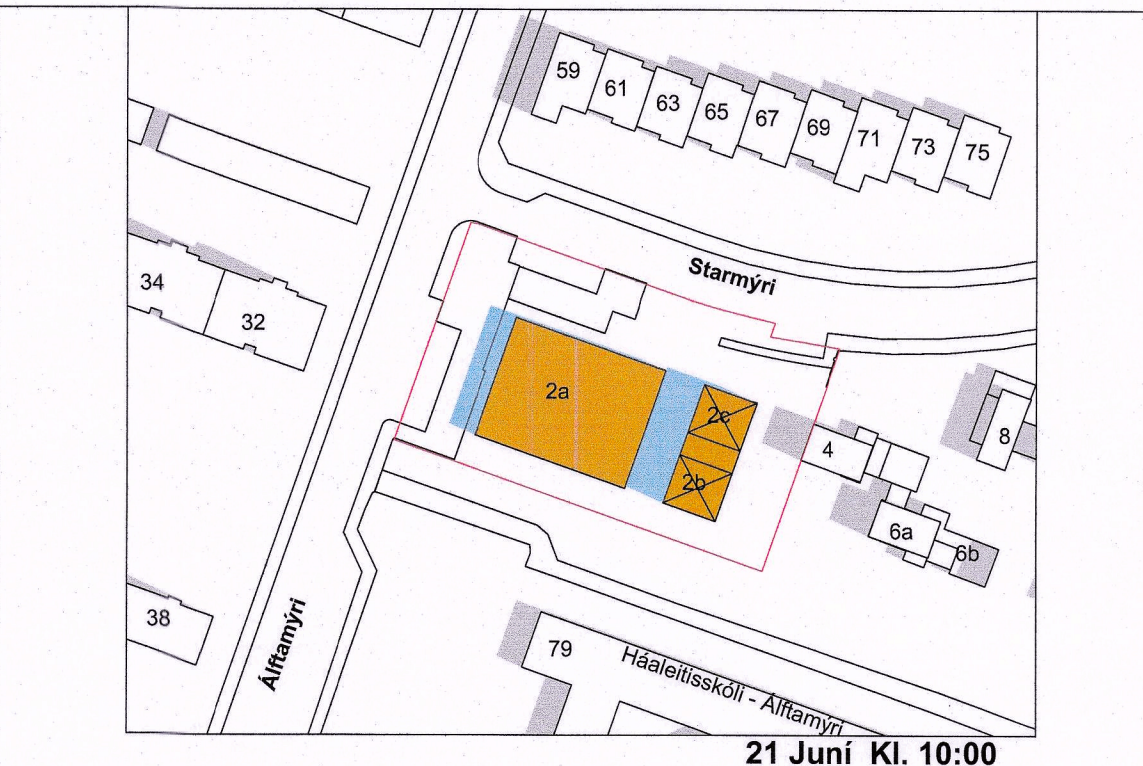 59
61
63
65
67
69
71
73
75
34
32
Starmýri
2a
2c
2b
4
8
6a
6b
38
Álftamýri
79
Háaleitisskóli - Álftamýri
21 Juní Kl. 10:00